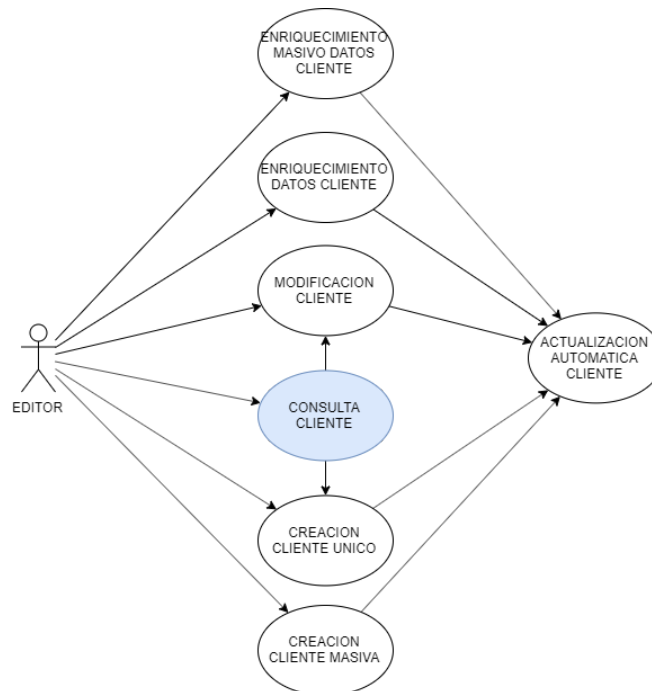 ENRIQUECIMIENTO
MASIVO DATOS
CLIENTE
ENRIQUECIMIENTO
DATOS CLIENTE
MODIFICACION
CLIENTE
ACTUALIZACION
AUTOMATICA
CLIENTE
EDITOR
CONSULTA
CLIENTE
CREACION
CLIENTE UNICO
CREACION
CLIENTE MASIVA